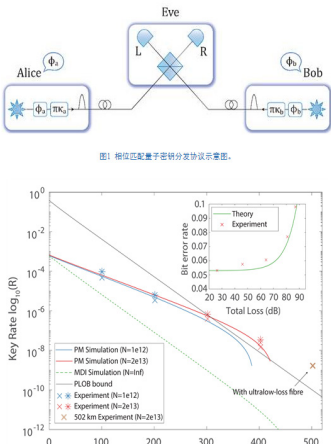 Eve
L
R
ϕa
Alice
ϕb
Bob
ϕa
πκa
πκb
ϕb
图1 相位匹配量子密钥分发协议示意图。
Key Rate log10(R)
10^0
10^-2
10^-4
10^-6
10^-8
10^-10
10^-12
0.1
0.09
0.08
0.07
0.06
0.05
0.04
Bit error rate
Theory
Experiment
20 30 40 50 60 70 80 90
Total Loss (dB)
With ultralow-loss fibre
PM Simulation (N=1e12)
PM Simulation (N=2e13)
MDI Simulation (N=Inf)
PLOB bound
Experiment (N=1e12)
Experiment (N=2e13)
502 km Experiment (N=2e13)
0 100 200 300 400 500